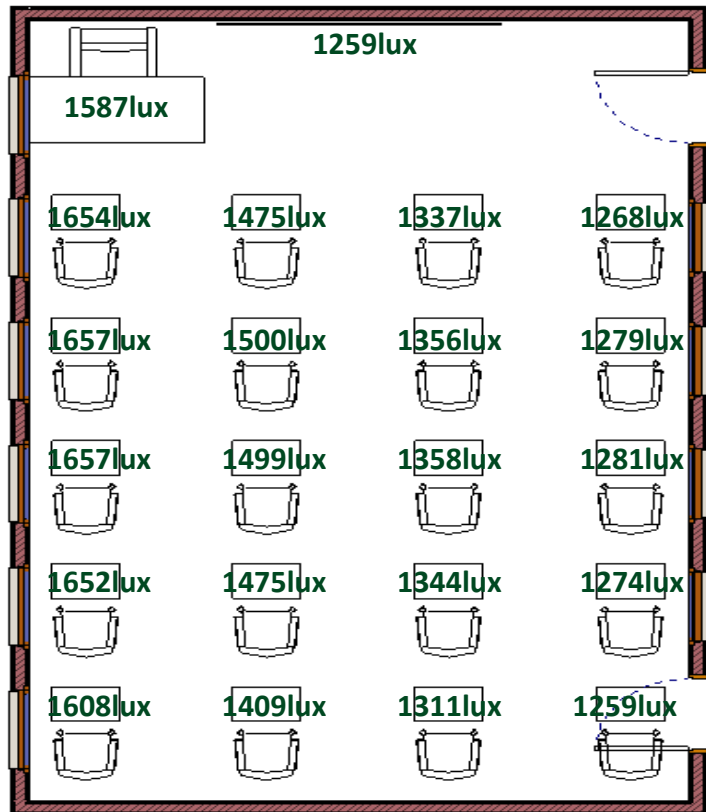 1259lux
1587lux
1654lux 1475lux 1337lux 1268lux
1657lux 1500lux 1356lux 1279lux
1657lux 1499lux 1358lux 1281lux
1652lux 1475lux 1344lux 1274lux
1608lux 1409lux 1311lux 1259lux